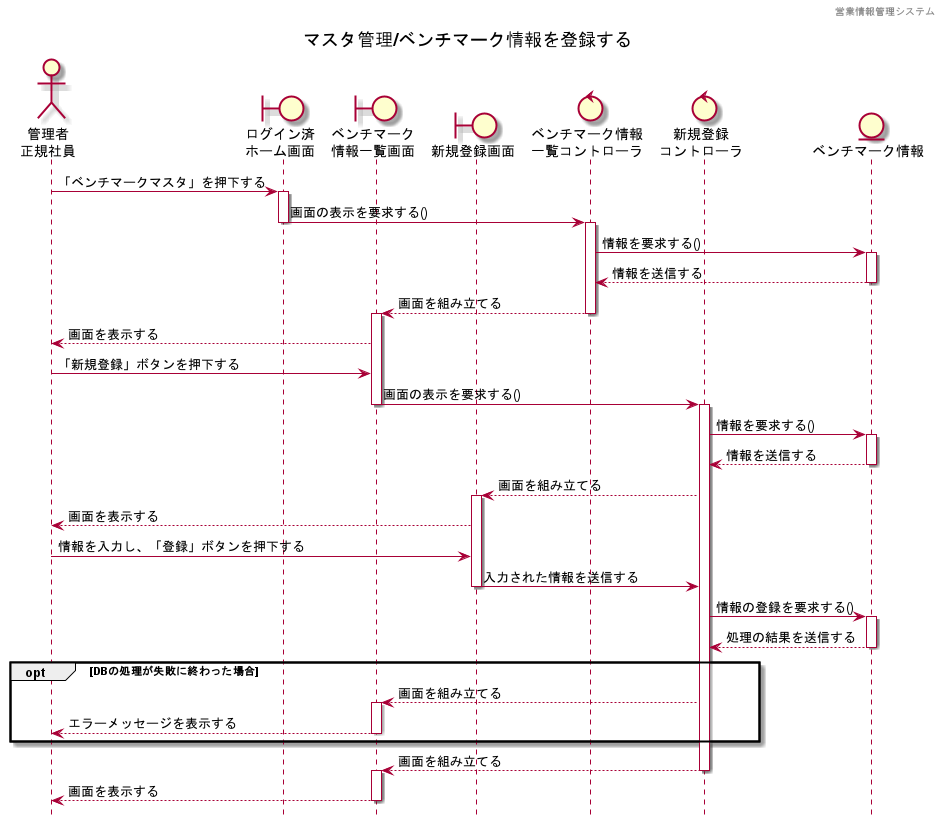 営業情報管理システム
マスタ管理/ベンチマーク情報を登録する
管理者
正規社員
ログイン済
ホーム画面
ベンチマーク
情報一覧画面
新規登録画面
ベンチマーク情報
一覧コントローラ
新規登録
コントローラ
ベンチマーク情報
「ベンチマークマスタ」を押下する
画面の表示を要求する()
情報を要求する()
情報を送信する
画面を組み立てる
画面を表示する
「新規登録」ボタンを押下する
画面の表示を要求する()
情報を要求する()
情報を送信する
画面を組み立てる
画面を表示する
情報を入力し、「登録」ボタンを押下する
入力された情報を送信する
情報の登録を要求する()
処理の結果を送信する
opt [DBの処理が失敗に終わった場合]
画面を組み立てる
エラーメッセージを表示する
画面を組み立てる
画面を表示する